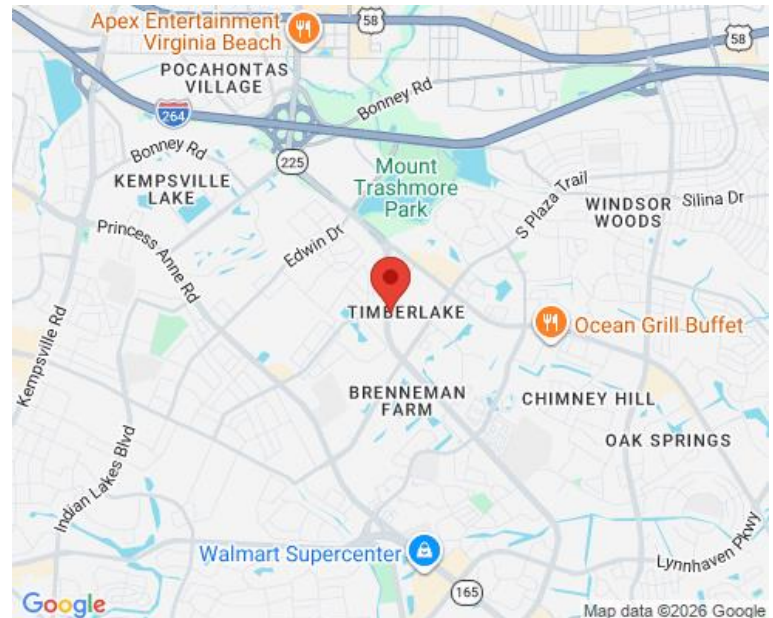 Apex Entertainment
Virginia Beach
58
POCAHONTAS
VILLAGE
58
264
Bonney Rd
Bonney Rd
225
KEMPSVILLE
LAKE
Mount
Trashmore
Park
S Plaza Trail
WINDSOR
WOODS
Silina Dr
Princess Anne Rd
Edwin Dr
TIMBERLAKE
Ocean Grill Buffet
Kempsville Rd
BRENNEMAN
FARM
CHIMNEY HILL
OAK SPRINGS
Indian Lakes Blvd
Walmart Supercenter
Lynnhaven Pkwy
165
Google
Map data ©2026 Google